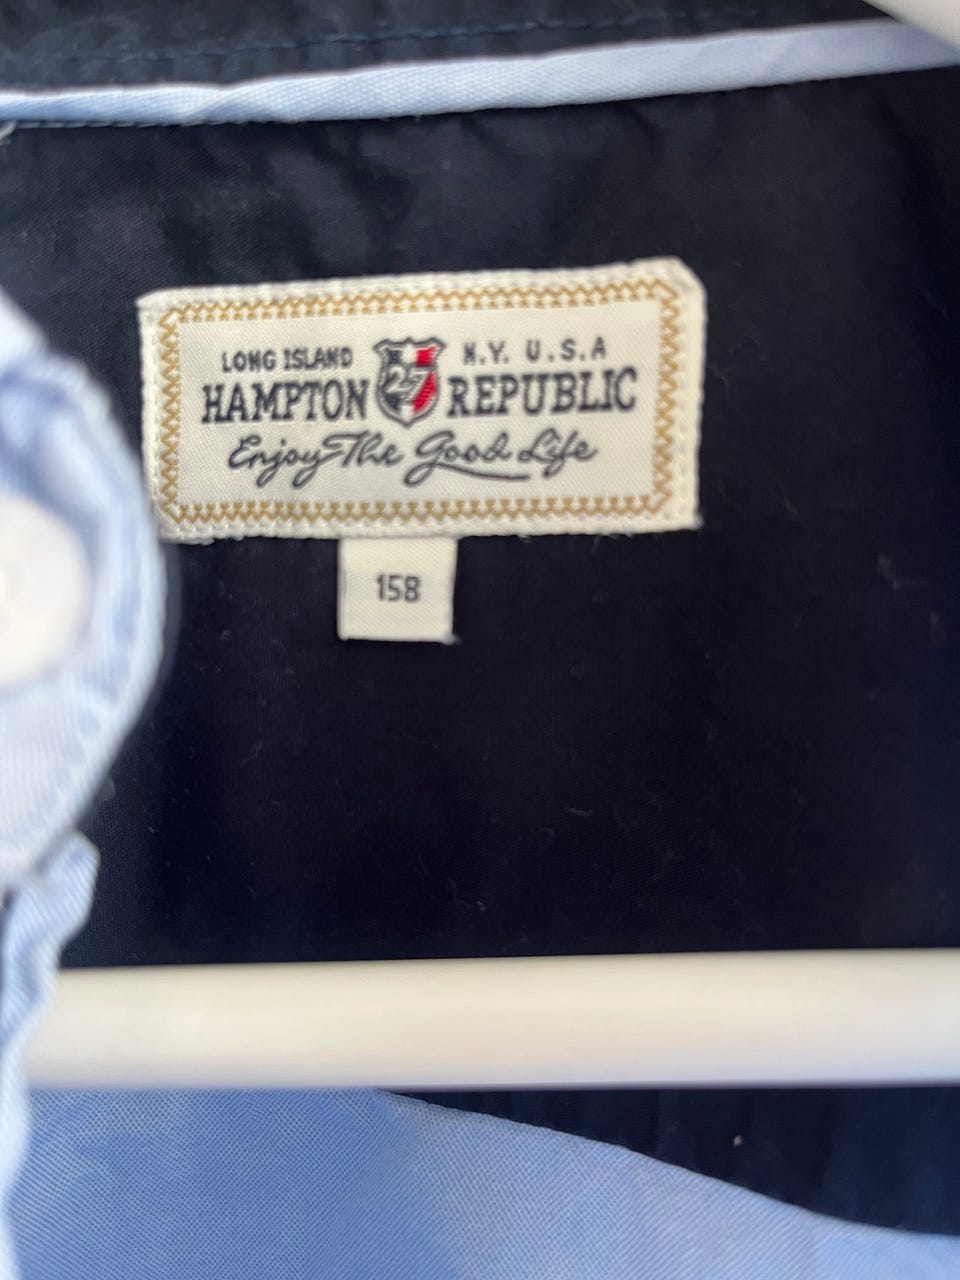 LONG ISLAND N.Y. U.S.A
HAMPTON 27 REPUBLIC
Enjoy The Good Life
158